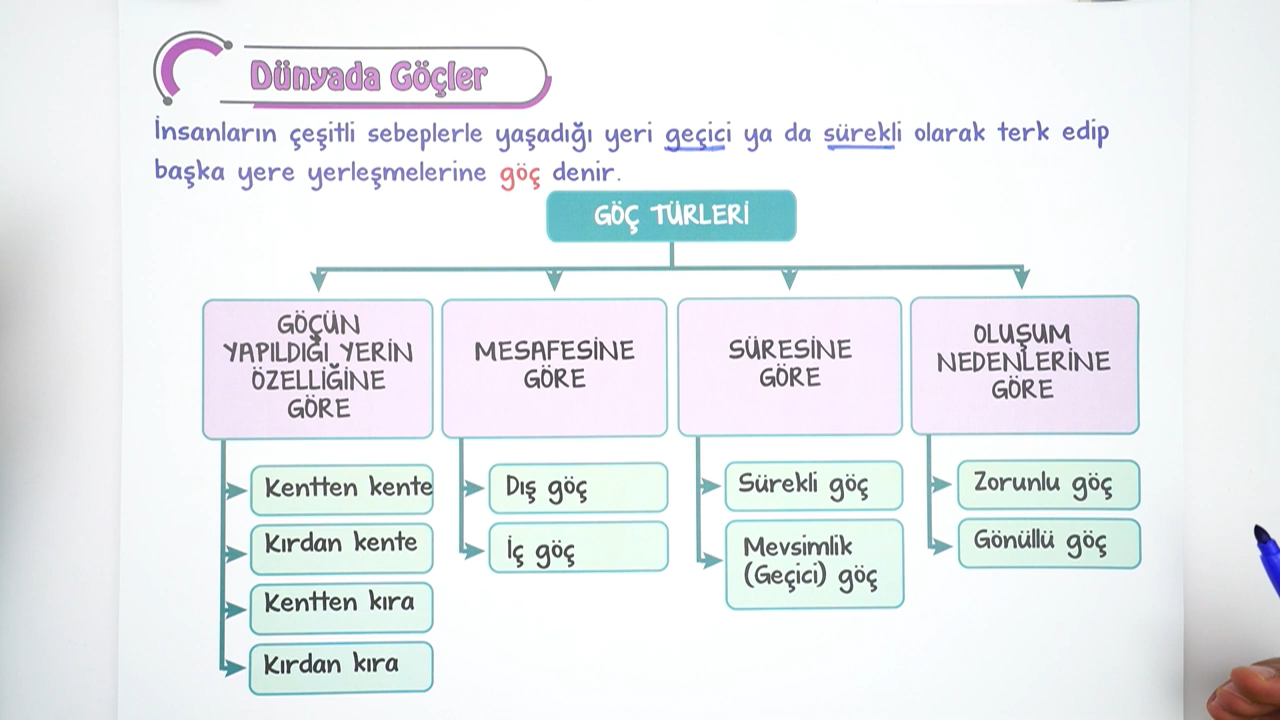 Dünyada Göçler
İnsanların çeşitli sebeplerle yaşadığı yeri geçici ya da sürekli olarak terk edip
başka yere yerleşmelerine göç denir.
GÖÇ TÜRLERİ
GÖÇÜN
YAPILDIĞI YERİN
ÖZELLİĞİNE
GÖRE
Kentten kente
Kırdan kente
Kentten kıra
Kırdan kıra
MESAFESİNE
GÖRE
Dış göç
İç göç
SÜRESİNE
GÖRE
Sürekli göç
Mevsimlik
(Geçici) göç
OLUŞUM
NEDENLERİNE
GÖRE
Zorunlu göç
Gönüllü göç